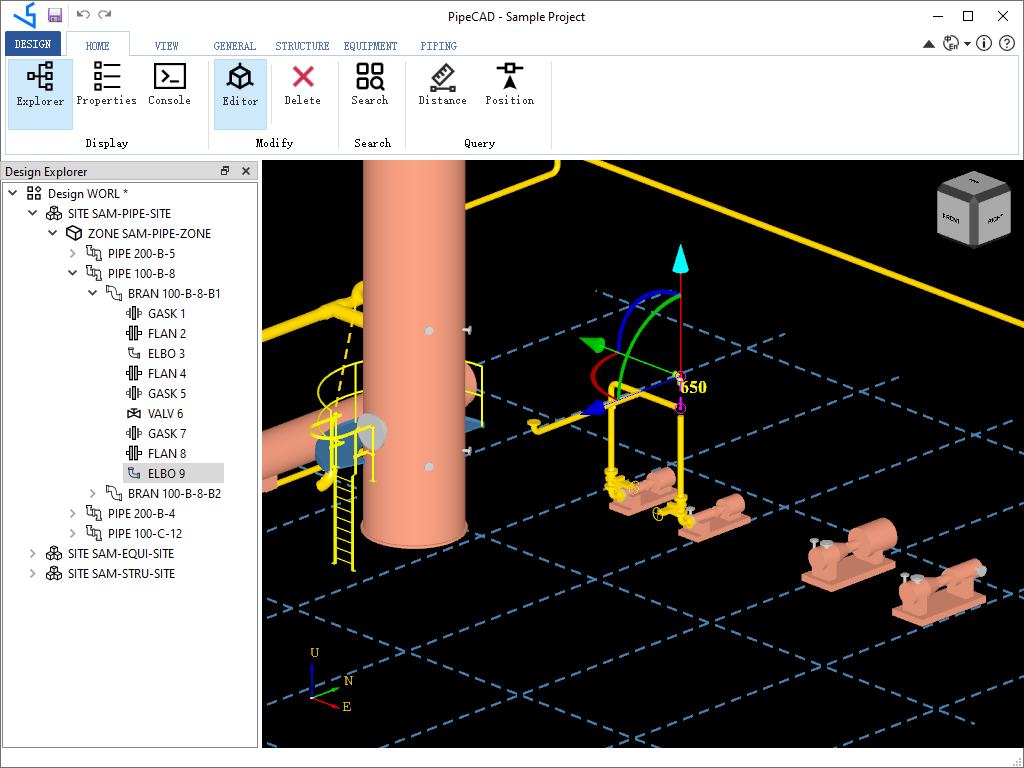 PipeCAD - Sample Project
DESIGN HOME VIEW GENERAL STRUCTURE EQUIPMENT PIPING
En
Explorer Properties Console Editor Delete Search Distance Position
Display Modify Search Query
Design Explorer
Design WORL *
SITE SAM-PIPE-SITE
ZONE SAM-PIPE-ZONE
PIPE 200-B-5
PIPE 100-B-8
BRAN 100-B-8-B1
GASK 1
FLAN 2
ELBO 3
FLAN 4
GASK 5
VALV 6
GASK 7
FLAN 8
ELBO 9
BRAN 100-B-8-B2
PIPE 200-B-4
PIPE 100-C-12
SITE SAM-EQUI-SITE
SITE SAM-STRU-SITE
TOP
FRONT RIGHT
650
U
N
E